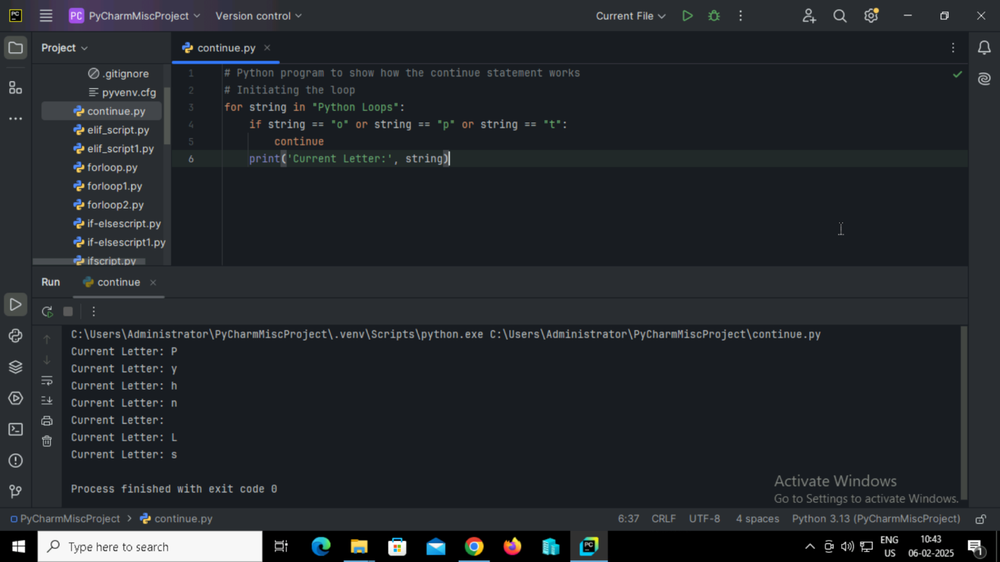 PC PyCharmMiscProject Version control Current File
Project
continue.py
.gitignore
pyvenv.cfg
continue.py
elif_script.py
elif_script1.py
forloop.py
forloop1.py
forloop2.py
if-elsescript.py
if-elsescript1.py
ifscript.py
1 # Python program to show how the continue statement works
2 # Initiating the loop
3 for string in "Python Loops":
4 if string == "o" or string == "p" or string == "t":
5 continue
6 print('Current Letter:', string)
Run continue
C:\Users\Administrator\PyCharmMiscProject\.venv\Scripts\python.exe C:\Users\Administrator\PyCharmMiscProject\continue.py
Current Letter: P
Current Letter: y
Current Letter: h
Current Letter: n
Current Letter:
Current Letter: L
Current Letter: s
Process finished with exit code 0
Activate Windows
Go to Settings to activate Windows.
PyCharmMiscProject > continue.py 6:37 CRLF UTF-8 4 spaces Python 3.13 (PyCharmMiscProject)
Type here to search
PC
ENG
US
10:43
06-02-2025
1